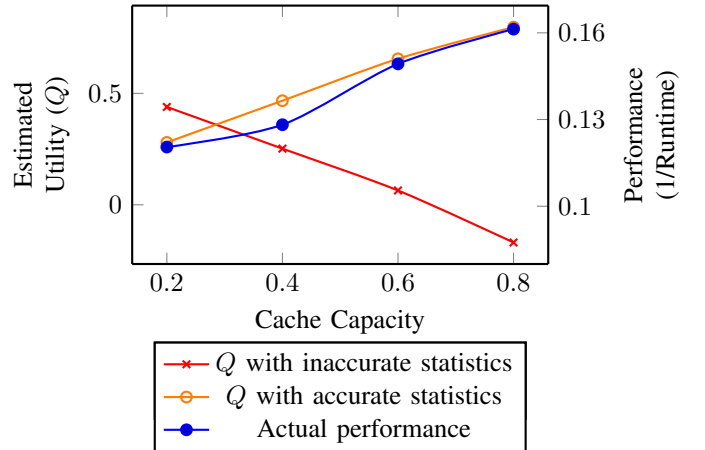 Estimated
Utility (Q)
0.5
0
0.16
0.13
0.1
Performance
(1/Runtime)
0.2 0.4 0.6 0.8
Cache Capacity
Q with inaccurate statistics
Q with accurate statistics
Actual performance